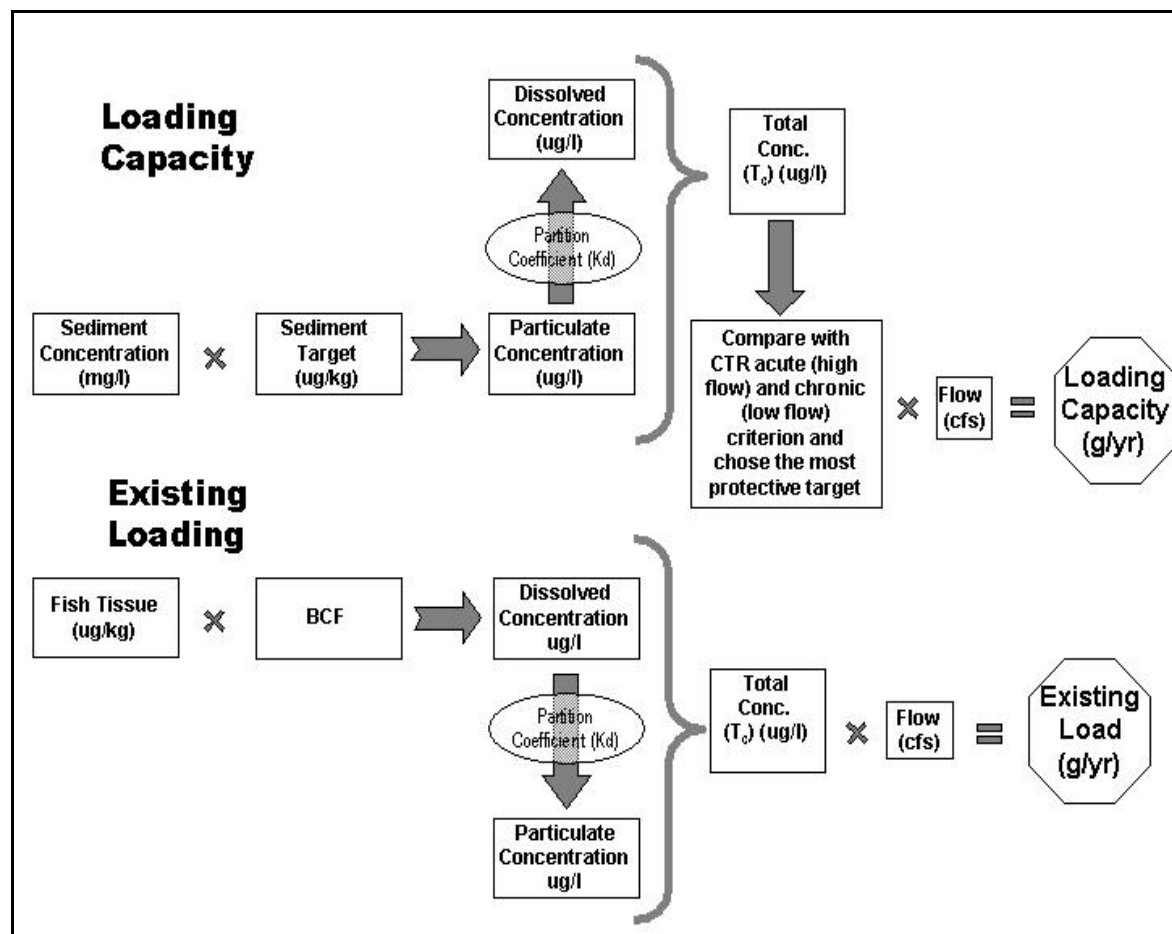 Loading
Capacity
Dissolved
Concentration
(ug/l)
Partition
Coefficient (Kd)
Sediment
Concentration
(mg/l)
×
Sediment
Target
(ug/kg)
Particulate
Concentration
(ug/l)
Total
Conc.
(Tc) (ug/l)
Compare with
CTR acute (high
flow) and chronic
(low flow)
criterion and
chose the most
protective target
×
Flow
(cfs)
=
Loading
Capacity
(g/yr)
Existing
Loading
Fish Tissue
(ug/kg)
×
BCF
Dissolved
Concentration
ug/l
Partition
Coefficient (Kd)
Particulate
Concentration
ug/l
Total
Conc.
(Tc) (ug/l)
×
Flow
(cfs)
=
Existing
Load
(g/yr)